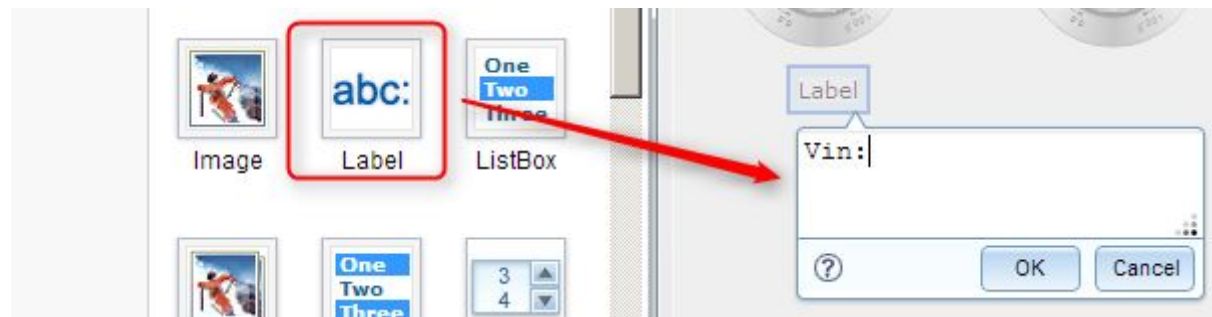 abc:
One
Two
Three
Image
Label
ListBox
One
Two
Three
3
4
Label
Vin:
?
OK
Cancel